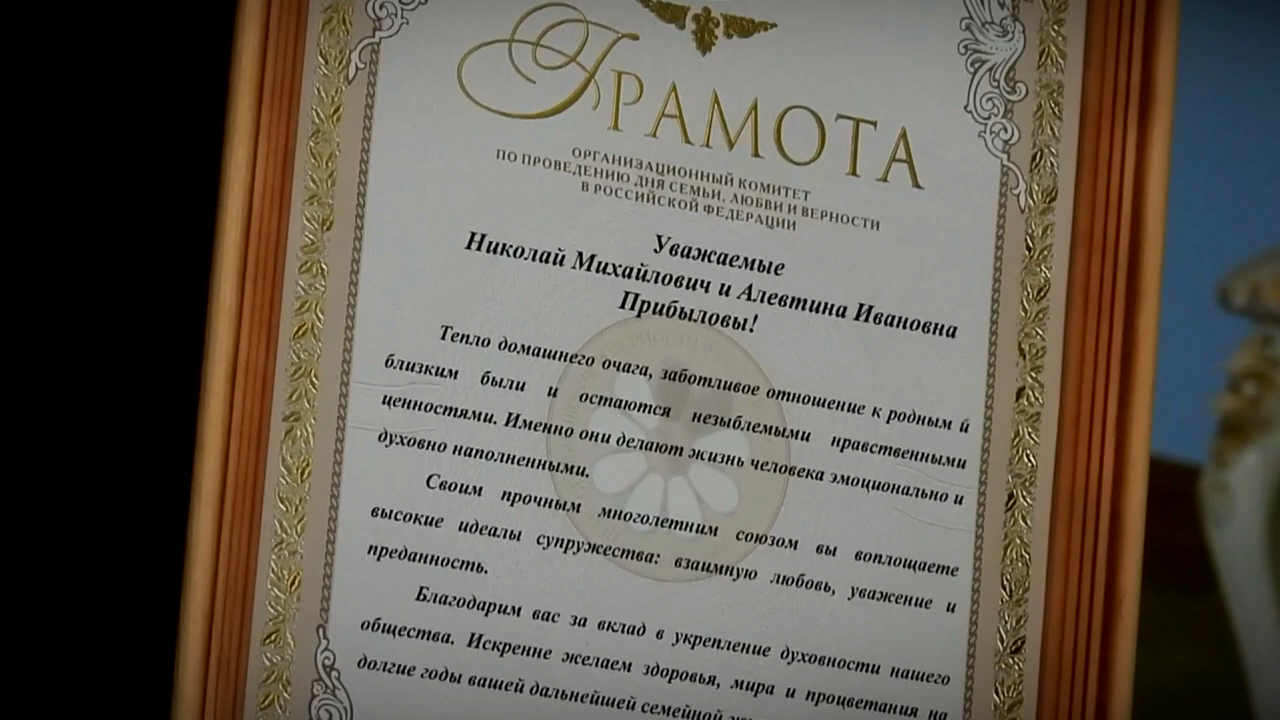 ГРАМОТА
ОРГАНИЗАЦИОННЫЙ КОМИТЕТ
ПО ПРОВЕДЕНИЮ ДНЯ СЕМЬИ, ЛЮБВИ И ВЕРНОСТИ
В РОССИЙСКОЙ ФЕДЕРАЦИИ
Уважаемые
Николай Михайлович и Алевтина Ивановна
Прибыловы!
Тепло домашнего очага, заботливое отношение к родным и
близким были и остаются незыблемыми нравственными
ценностями. Именно они делают жизнь человека эмоционально и
духовно наполненными.
Своим прочным многолетним союзом вы воплощаете
высокие идеалы супружества: взаимную любовь, уважение и
преданность.
Благодарим вас за вклад в укрепление духовности нашего
общества. Искренне желаем здоровья, мира и процветания на
долгие годы вашей дальнейшей семейной